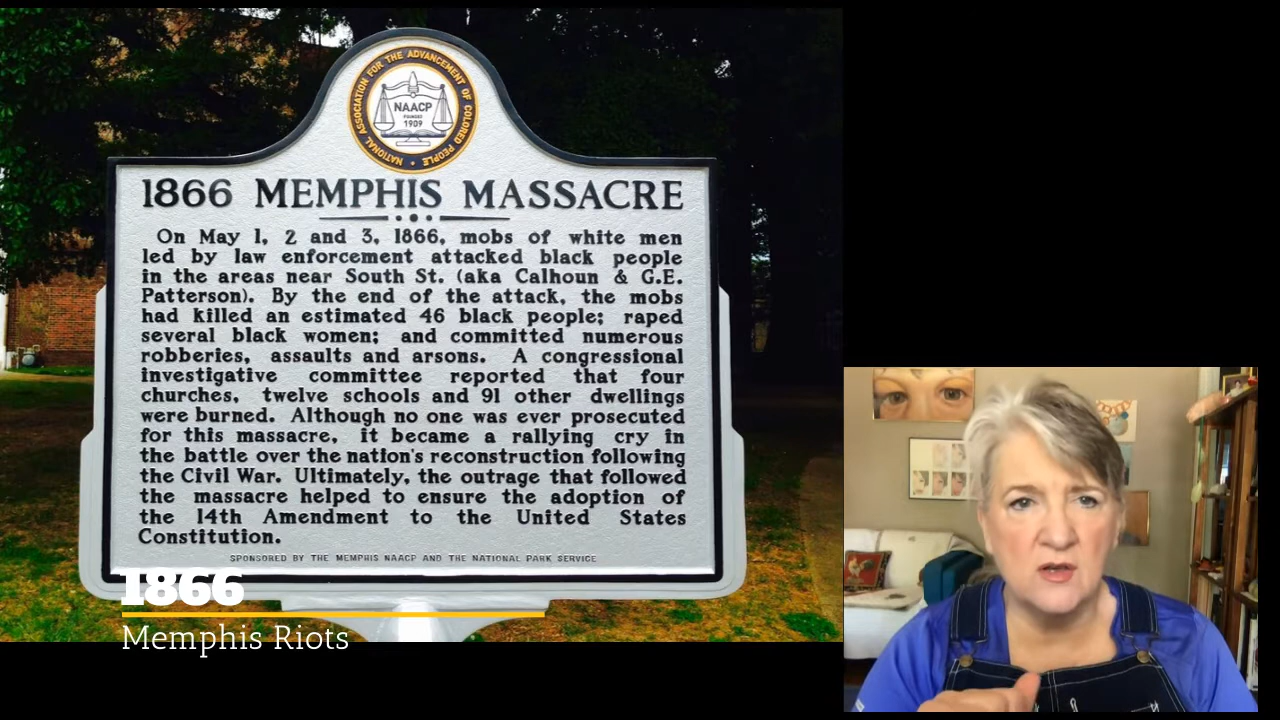 NATIONAL ASSOCIATION FOR THE ADVANCEMENT OF COLORED PEOPLE
NAACP
FOUNDED
1909
1866 MEMPHIS MASSACRE
On May 1, 2 and 3, 1866, mobs of white men
led by law enforcement attacked black people
in the areas near South St. (aka Calhoun & G.E.
Patterson). By the end of the attack, the mobs
had killed an estimated 46 black people; raped
several black women; and committed numerous
robberies, assaults and arsons. A congressional
investigative committee reported that four
churches, twelve schools and 91 other dwellings
were burned. Although no one was ever prosecuted
for this massacre, it became a rallying cry in
the battle over the nation's reconstruction following
the Civil War. Ultimately, the outrage that followed
the massacre helped to ensure the adoption of
the 14th Amendment to the United States
Constitution.
SPONSORED BY THE MEMPHIS NAACP AND THE NATIONAL PARK SERVICE
1866
Memphis Riots